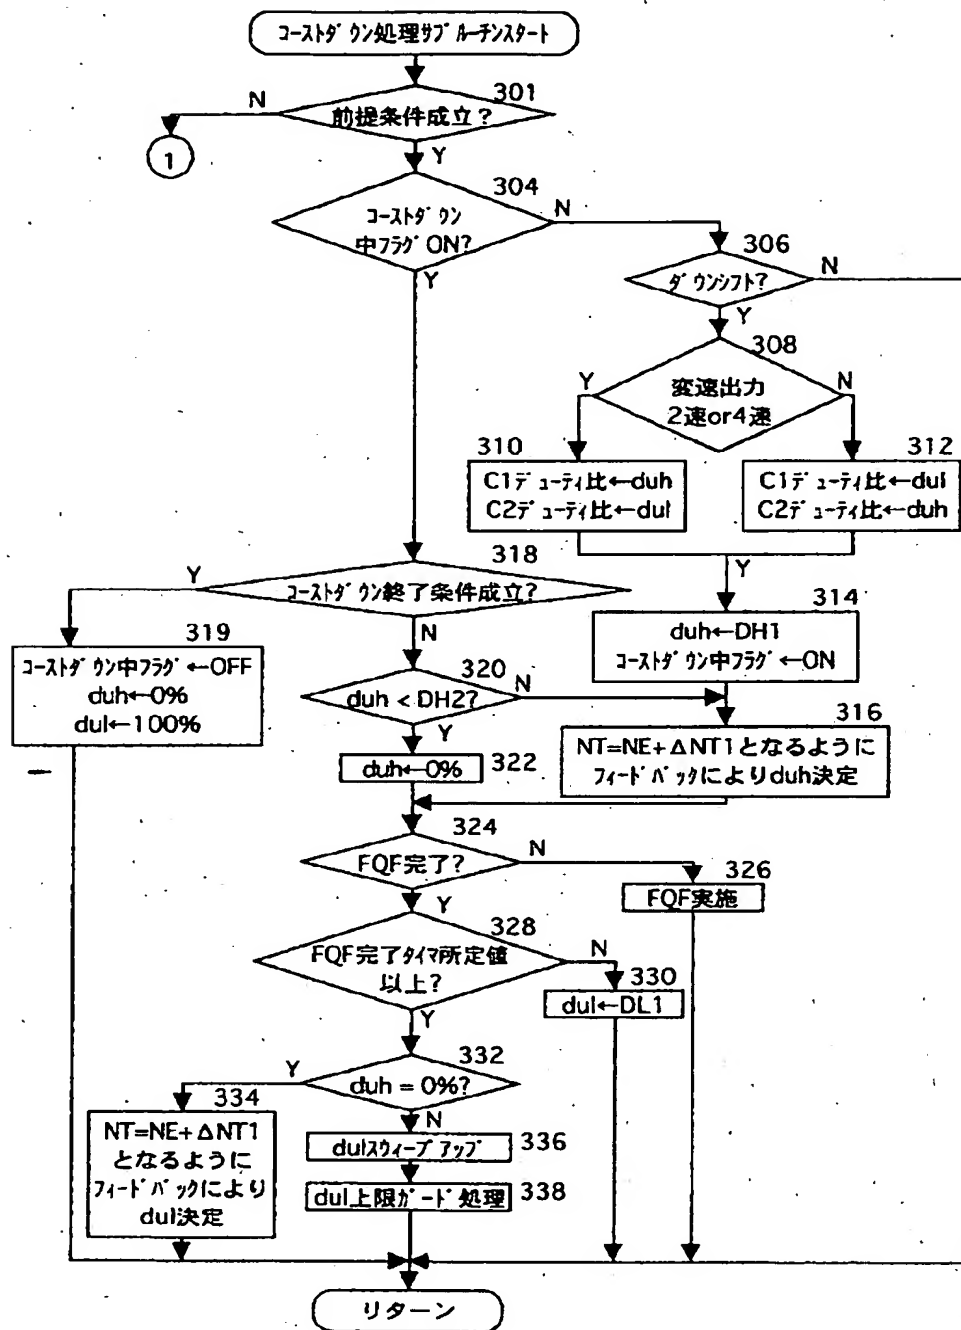 コーストダウン処理サブルーチンスタート
301
N
前提条件成立?
1
Y
304
N
コーストダウン
中フラグON?
Y
306
N
ダウンシフト?
Y
308
Y
N
変速出力
2速or4速
310
C1デューティ比←duh
C2デューティ比←dul
312
C1デューティ比←dul
C2デューティ比←duh
318
Y
Y
コーストダウン終了条件成立?
314
duh←DH1
コーストダウン中フラグ←ON
319
コーストダウン中フラグ←OFF
duh←0%
dul←100%
N
320
N
duh < DH2?
316
NT=NE+ΔNT1となるように
フィードバックによりduh決定
Y
duh←0%
322
324
N
FQF完了?
326
FQF実施
Y
328
N
FQF完了タイマ所定値
以上?
330
dul←DL1
Y
332
Y
duh = 0%?
334
NT=NE+ΔNT1
となるように
フィードバックにより
dul決定
N
dulスウィープアップ
336
dul上限ガード処理
338
リターン